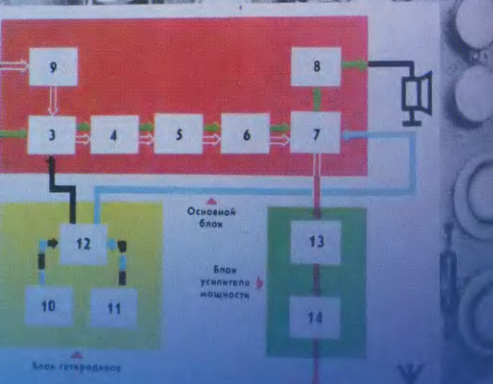 9
8
3
4
5
6
7
Основной
блок
12
13
Блок
усилителя
мощности
10
11
14
Блок гетеродинов